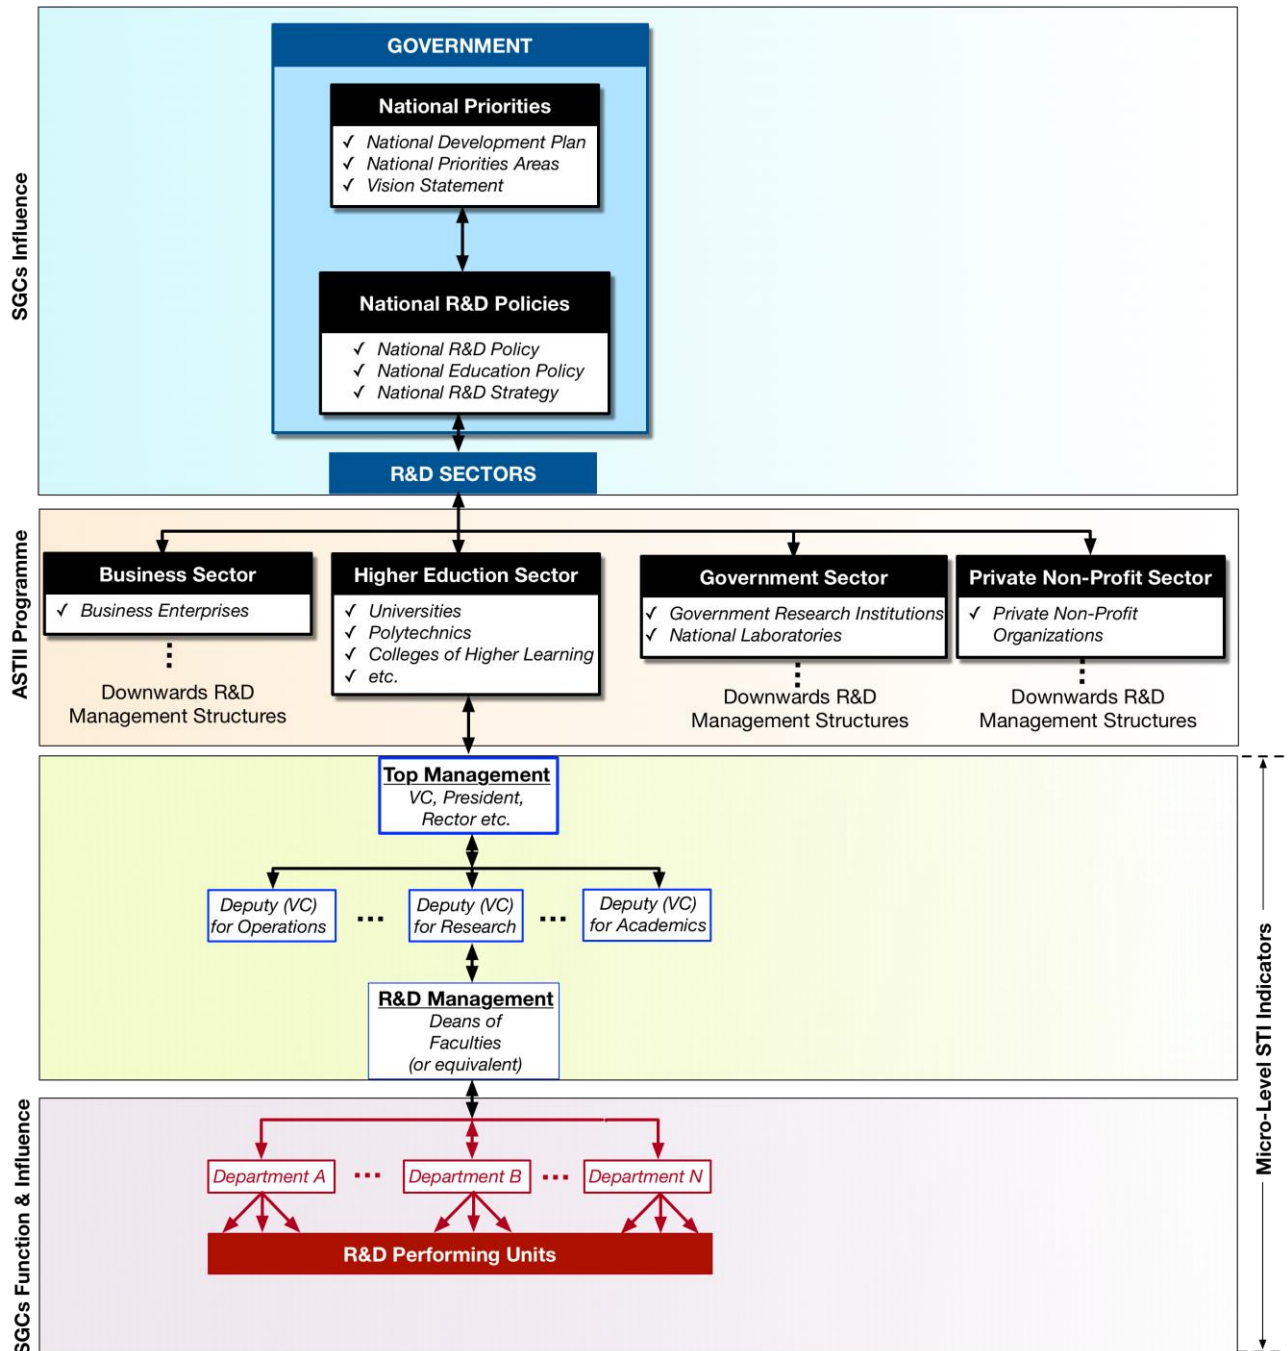 SGCs Influence
GOVERNMENT
National Priorities
✓ National Development Plan
✓ National Priorities Areas
✓ Vision Statement
National R&D Policies
✓ National R&D Policy
✓ National Education Policy
✓ National R&D Strategy
R&D SECTORS
ASTII Programme
Business Sector
✓ Business Enterprises
Downwards R&D
Management Structures
Higher Eduction Sector
✓ Universities
✓ Polytechnics
✓ Colleges of Higher Learning
✓ etc.
Government Sector
✓ Government Research Institutions
✓ National Laboratories
Downwards R&D
Management Structures
Private Non-Profit Sector
✓ Private Non-Profit
Organizations
Downwards R&D
Management Structures
Top Management
VC, President,
Rector etc.
Deputy (VC)
for Operations
...
Deputy (VC)
for Research
...
Deputy (VC)
for Academics
R&D Management
Deans of
Faculties
(or equivalent)
Micro-Level STI Indicators
SGCs Function & Influence
Department A
...
Department B
...
Department N
R&D Performing Units